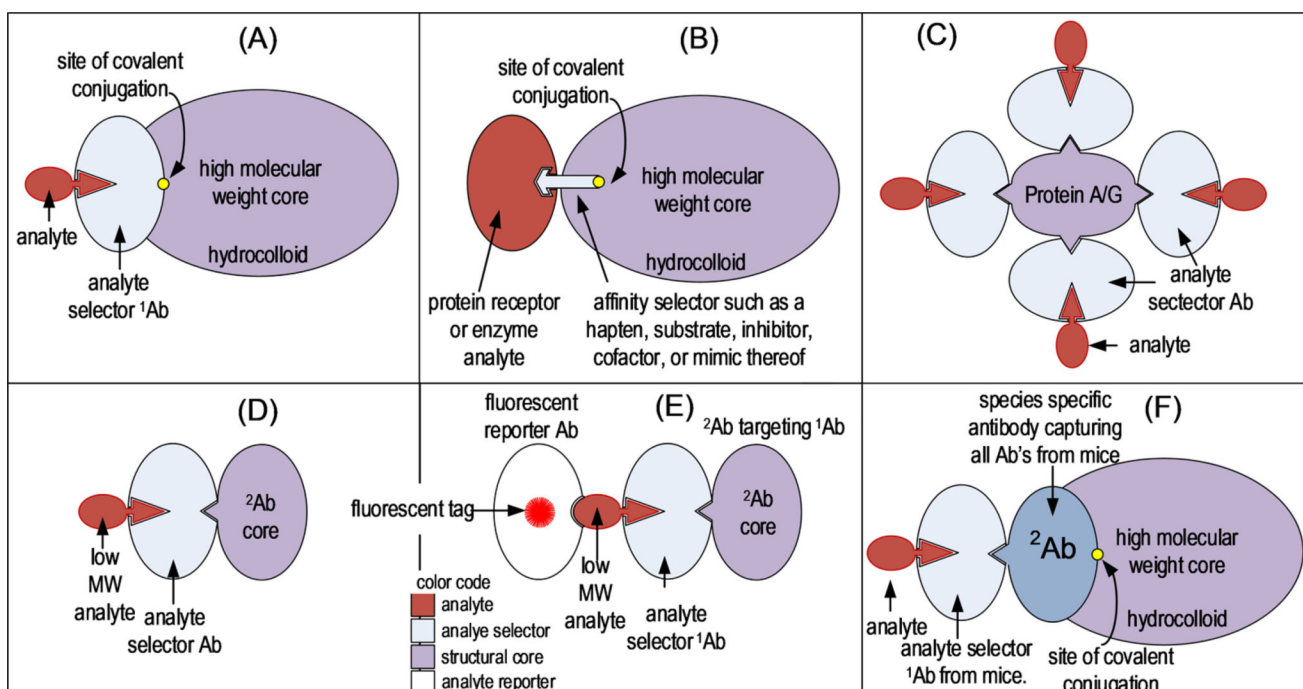 (A)
site of covalent
conjugation
high molecular
weight core
hydrocolloid
analyte
analyte
selector ¹Ab
(B)
site of covalent
conjugation
high molecular
weight core
hydrocolloid
protein receptor
or enzyme
analyte
affinity selector such as a
hapten, substrate, inhibitor,
cofactor, or mimic thereof
(C)
Protein A/G
analyte
sectector Ab
analyte
(D)
²Ab
core
low
MW
analyte
analyte
selector Ab
(E)
fluorescent
reporter Ab
²Ab targeting ¹Ab
fluorescent tag
²Ab
core
low
MW
analyte
analyte
selector ¹Ab
color code
analyte
analye selector
structural core
analyte reporter
(F)
species specific
antibody capturing
all Ab's from mice
²Ab
high molecular
weight core
hydrocolloid
analyte
analyte selector
¹Ab from mice.
site of covalent
conjugation